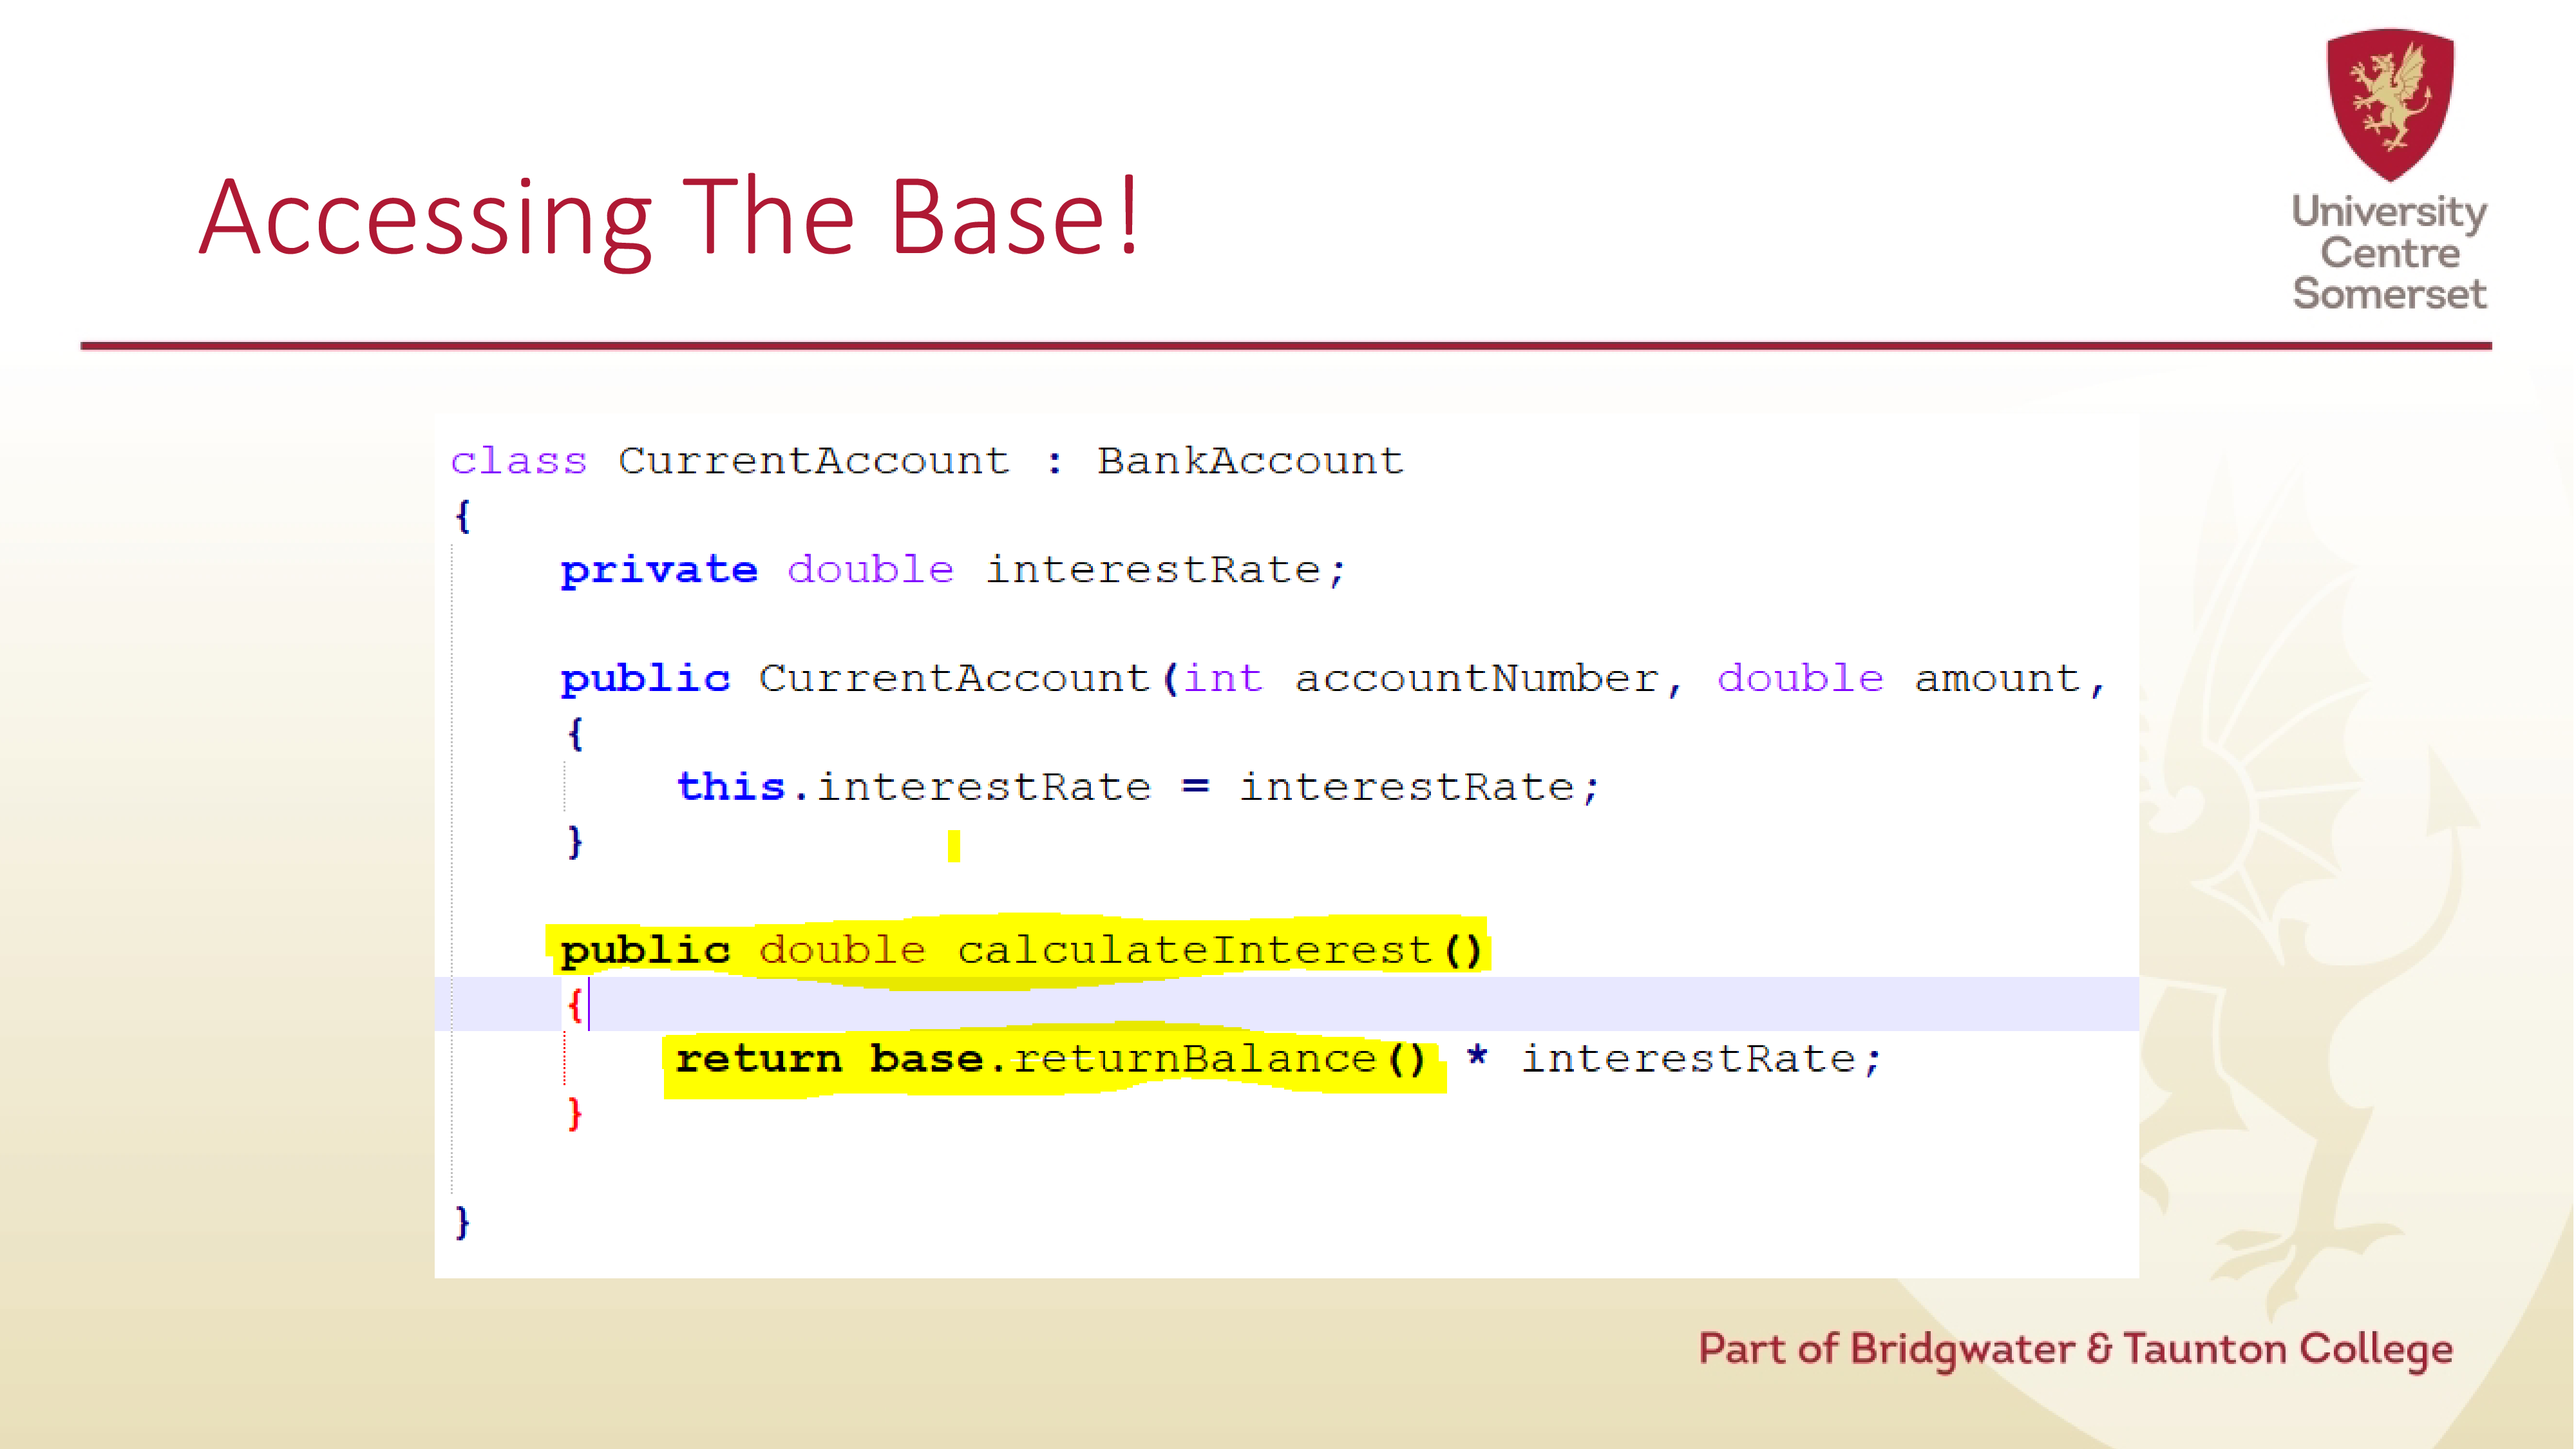 Accessing The Base!
University
Centre
Somerset
class CurrentAccount : BankAccount
{
private double interestRate;
public CurrentAccount(int accountNumber, double amount,
{
this.interestRate = interestRate;
}
public double calculateInterest()
{
return base.returnBalance() * interestRate;
}
}
Part of Bridgwater & Taunton College